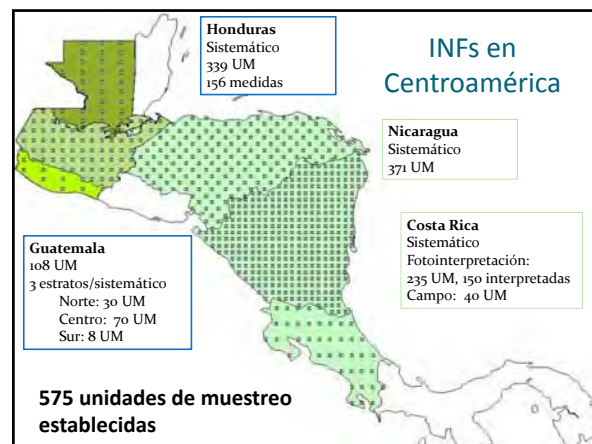 Honduras
Sistemático
339 UM
156 medidas
INFs en
Centroamérica
Nicaragua
Sistemático
371 UM
Costa Rica
Sistemático
Fotointerpretación:
235 UM, 150 interpretadas
Campo: 40 UM
Guatemala
108 UM
3 estratos/sistemático
Norte: 30 UM
Centro: 70 UM
Sur: 8 UM
575 unidades de muestreo
establecidas